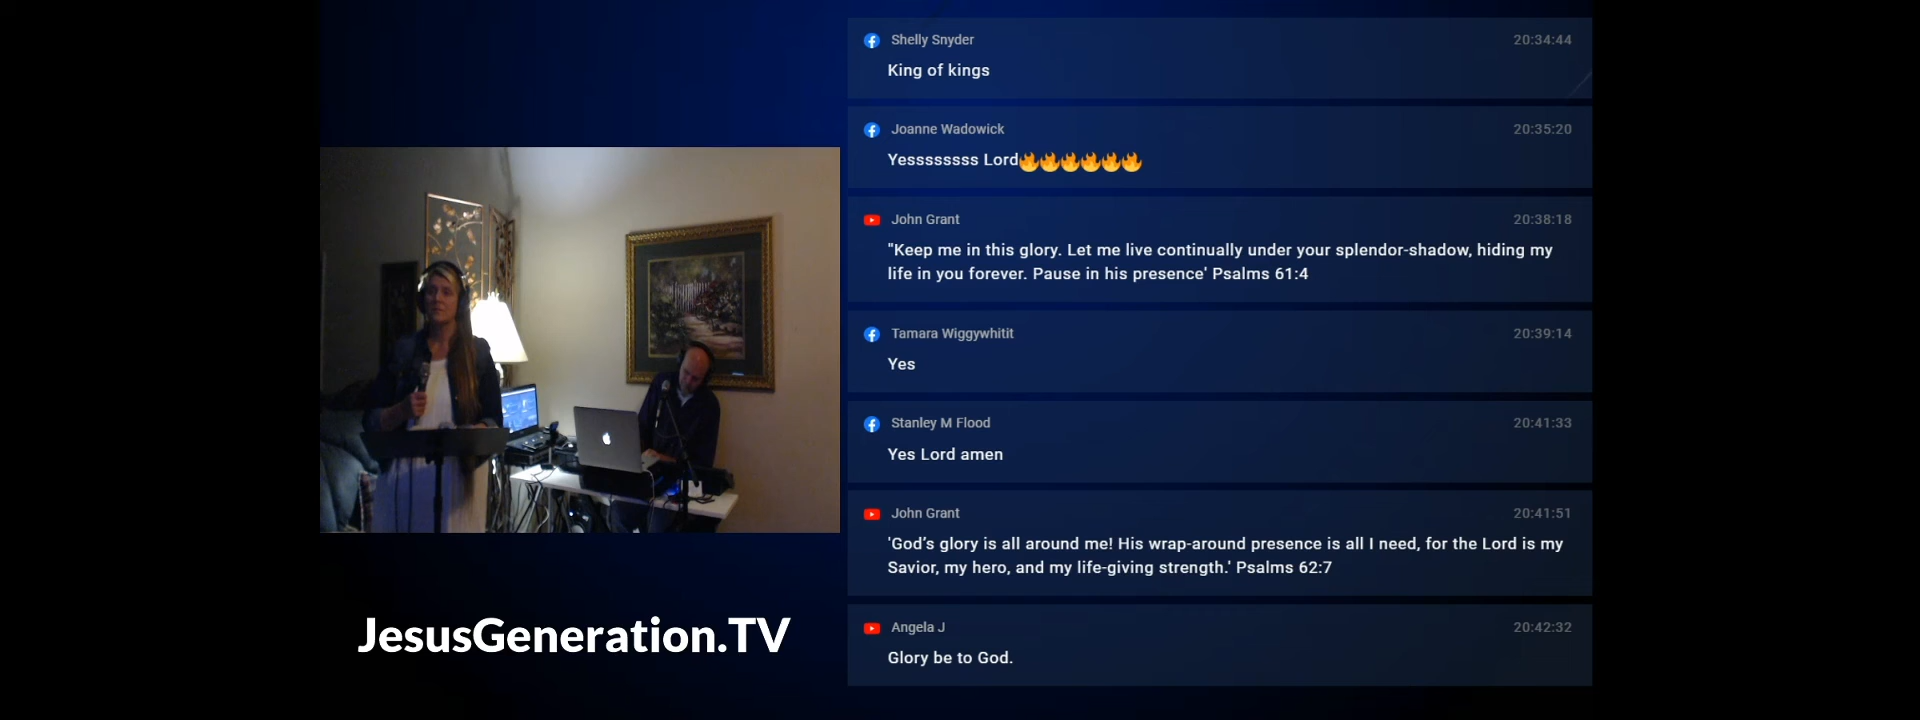 Shelly Snyder 20:34:44
King of kings
Joanne Wadowick 20:35:20
Yessssssss Lord🔥🔥🔥🔥🔥🔥
John Grant 20:38:18
"Keep me in this glory. Let me live continually under your splendor-shadow, hiding my
life in you forever. Pause in his presence' Psalms 61:4
Tamara Wiggywhitit 20:39:14
Yes
Stanley M Flood 20:41:33
Yes Lord amen
John Grant 20:41:51
'God’s glory is all around me! His wrap-around presence is all I need, for the Lord is my
Savior, my hero, and my life-giving strength.' Psalms 62:7
Angela J 20:42:32
Glory be to God.
JesusGeneration.TV